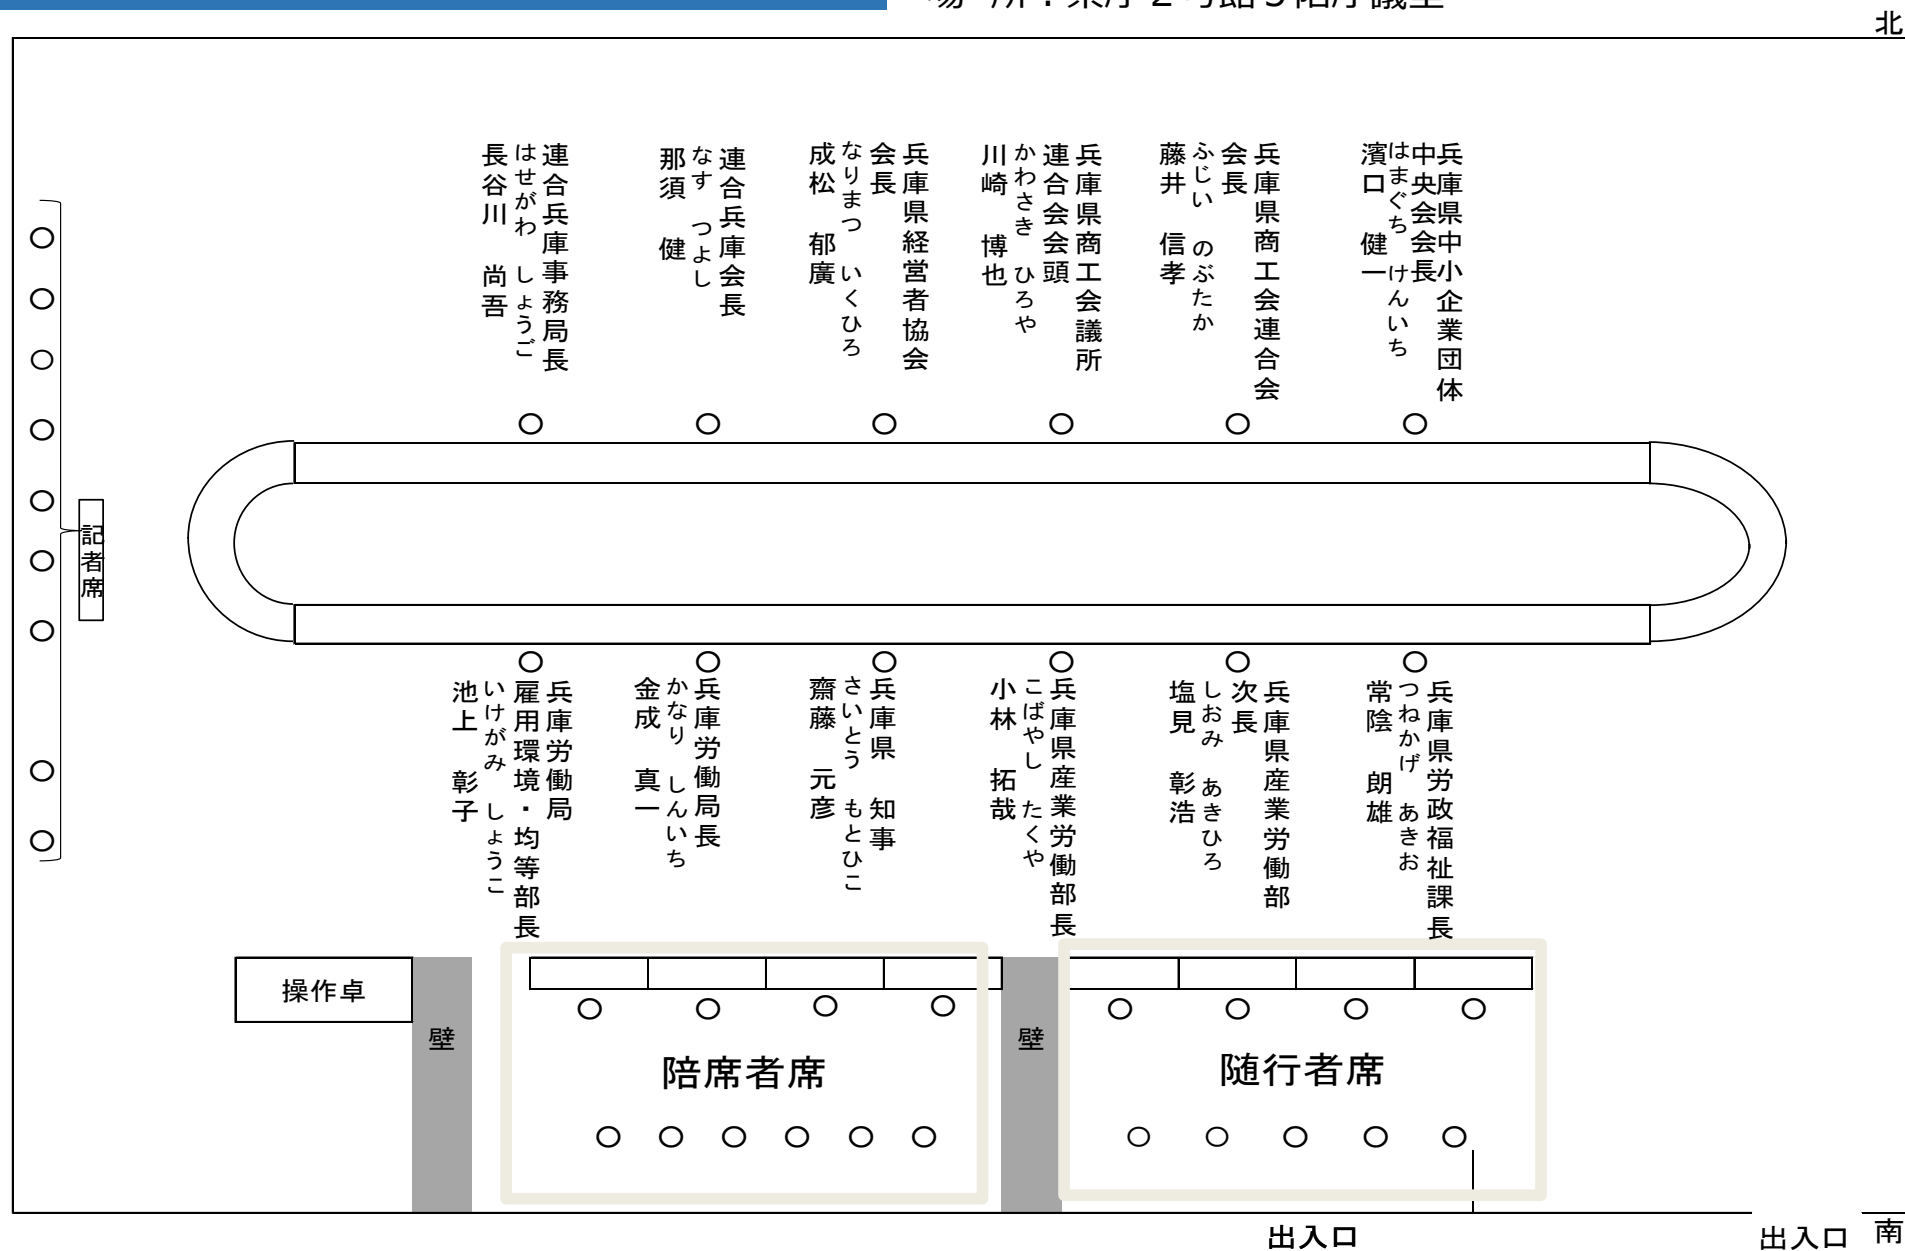 場　所：県庁２号館５階庁議室
北
兵庫県中小企業団体
中央会会長
はまぐち　けんいち
濱口　健一
兵庫県商工会連合会
会長
ふじい　のぶたか
藤井　信孝
兵庫県商工会議所
連合会会頭
かわさき　ひろや
川崎　博也
兵庫県経営者協会
会長
なりまつ　いくひろ
成松　郁廣
連合兵庫会長
なす　つよし
那須　健
連合兵庫事務局長
はせがわ　しょうご
長谷川　尚吾
記者席
兵庫県労政福祉課長
つねかげ　あきお
常陰　朗雄
兵庫県産業労働部
次長
しおみ　あきひろ
塩見　彰浩
兵庫県産業労働部長
こばやし　たくや
小林　拓哉
兵庫県　知事
さいとう　もとひこ
齋藤　元彦
兵庫労働局長
かなり　しんいち
金成　真一
兵庫労働局
雇用環境・均等部長
いけがみ　しょうこ
池上　彰子
操作卓
壁
陪席者席
壁
随行者席
出入口
出入口
南